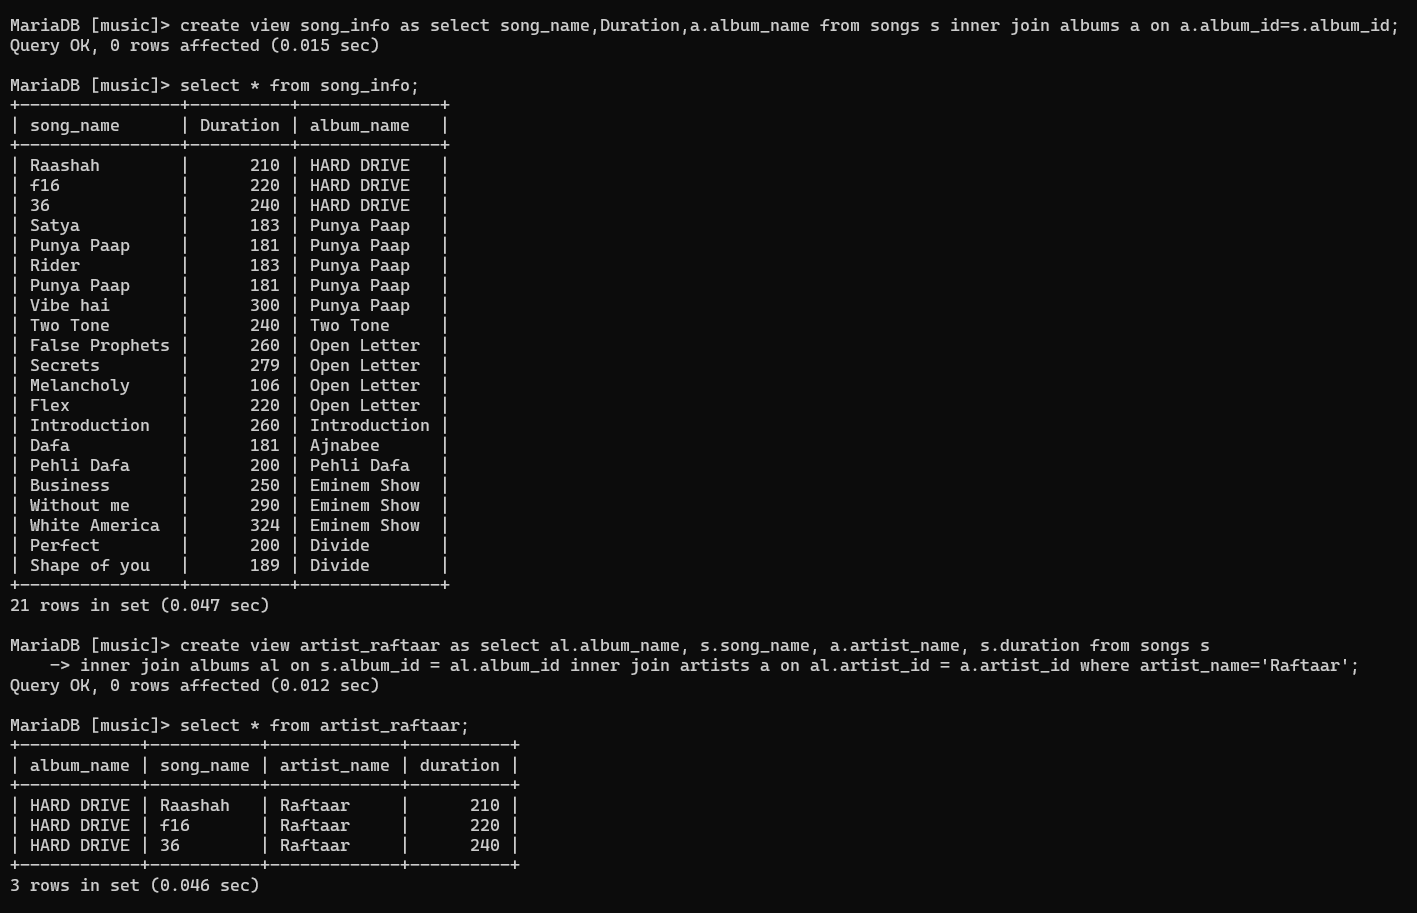 MariaDB [music]> create view song_info as select song_name,Duration,a.album_name from songs s inner join albums a on a.album_id=s.album_id;
Query OK, 0 rows affected (0.015 sec)

MariaDB [music]> select * from song_info;
+----------------+----------+--------------+
| song_name      | Duration | album_name   |
+----------------+----------+--------------+
| Raashah        |      210 | HARD DRIVE   |
| f16            |      220 | HARD DRIVE   |
| 36             |      240 | HARD DRIVE   |
| Satya          |      183 | Punya Paap   |
| Punya Paap     |      181 | Punya Paap   |
| Rider          |      183 | Punya Paap   |
| Punya Paap     |      181 | Punya Paap   |
| Vibe hai       |      300 | Punya Paap   |
| Two Tone       |      240 | Two Tone     |
| False Prophets |      260 | Open Letter  |
| Secrets        |      279 | Open Letter  |
| Melancholy     |      106 | Open Letter  |
| Flex           |      220 | Open Letter  |
| Introduction   |      260 | Introduction |
| Dafa           |      181 | Ajnabee      |
| Pehli Dafa     |      200 | Pehli Dafa   |
| Business       |      250 | Eminem Show  |
| Without me     |      290 | Eminem Show  |
| White America  |      324 | Eminem Show  |
| Perfect        |      200 | Divide       |
| Shape of you   |      189 | Divide       |
+----------------+----------+--------------+
21 rows in set (0.047 sec)

MariaDB [music]> create view artist_raftaar as select al.album_name, s.song_name, a.artist_name, s.duration from songs s
    -> inner join albums al on s.album_id = al.album_id inner join artists a on al.artist_id = a.artist_id where artist_name='Raftaar';
Query OK, 0 rows affected (0.012 sec)

MariaDB [music]> select * from artist_raftaar;
+------------+-----------+-------------+----------+
| album_name | song_name | artist_name | duration |
+------------+-----------+-------------+----------+
| HARD DRIVE | Raashah   | Raftaar     |      210 |
| HARD DRIVE | f16       | Raftaar     |      220 |
| HARD DRIVE | 36        | Raftaar     |      240 |
+------------+-----------+-------------+----------+
3 rows in set (0.046 sec)